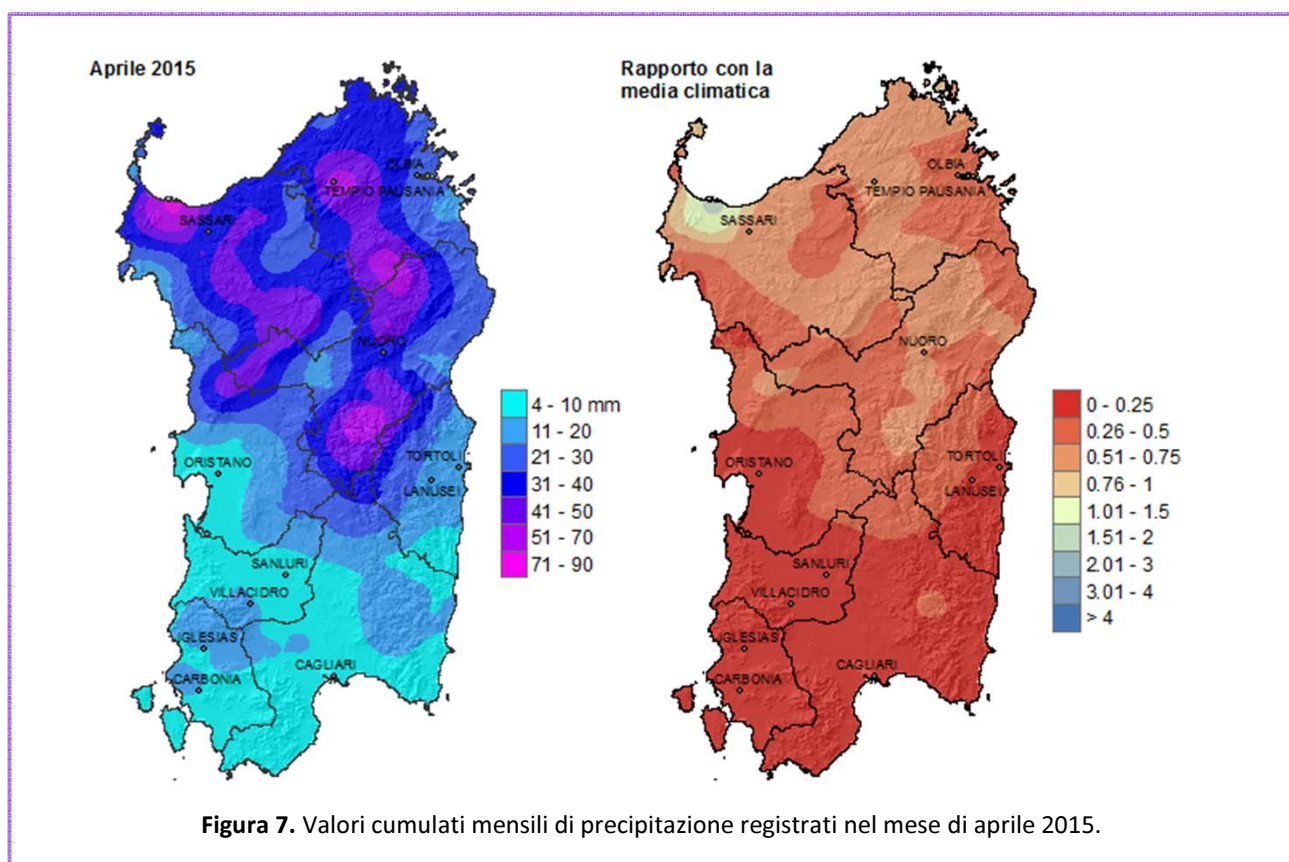 Aprile 2015
OLBIA
TEMPIO PAUSANIA
SASSARI
NUORO
TORTOLI
ORISTANO
LANUSEI
SANLURI
VILLACIDRO
IGLESIAS
CAGLIARI
CARBONIA
4 - 10 mm
11 - 20
21 - 30
31 - 40
41 - 50
51 - 70
71 - 90
Rapporto con la
media climatica
OLBIA
TEMPIO PAUSANIA
SASSARI
NUORO
TORTOLI
ORISTANO
LANUSEI
SANLURI
VILLACIDRO
IGLESIAS
CAGLIARI
CARBONIA
0 - 0.25
0.26 - 0.5
0.51 - 0.75
0.76 - 1
1.01 - 1.5
1.51 - 2
2.01 - 3
3.01 - 4
> 4
Figura 7. Valori cumulati mensili di precipitazione registrati nel mese di aprile 2015.